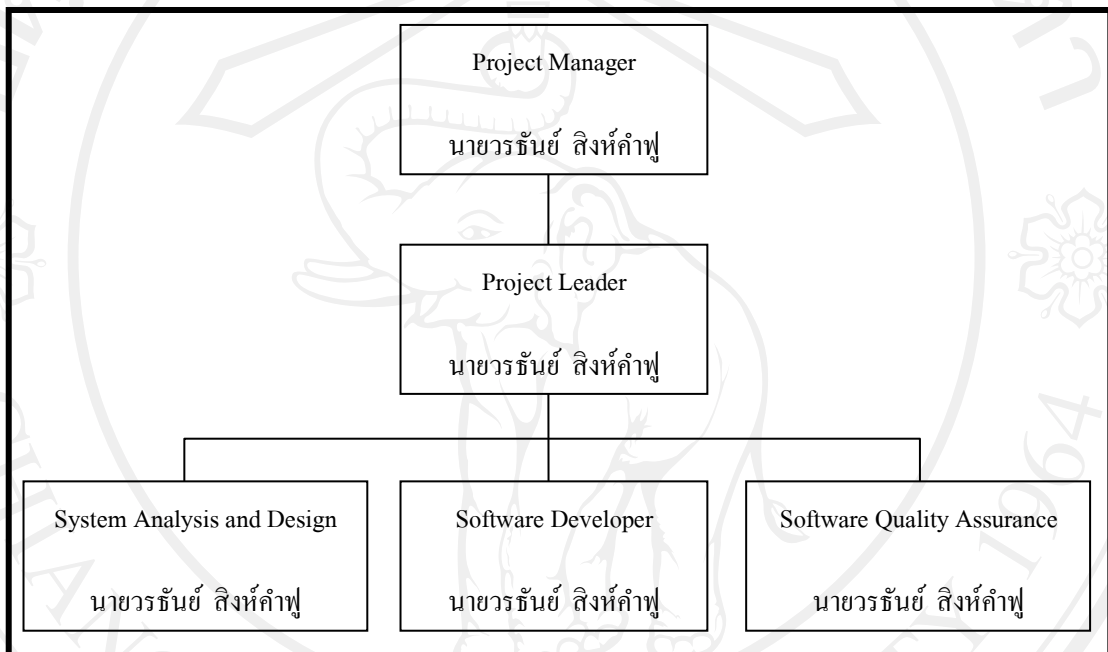 Project Manager
นายวรธันย์ สิงห์คำฟู
Project Leader
นายวรธันย์ สิงห์คำฟู
System Analysis and Design
นายวรธันย์ สิงห์คำฟู
Software Developer
นายวรธันย์ สิงห์คำฟู
Software Quality Assurance
นายวรธันย์ สิงห์คำฟู
1964